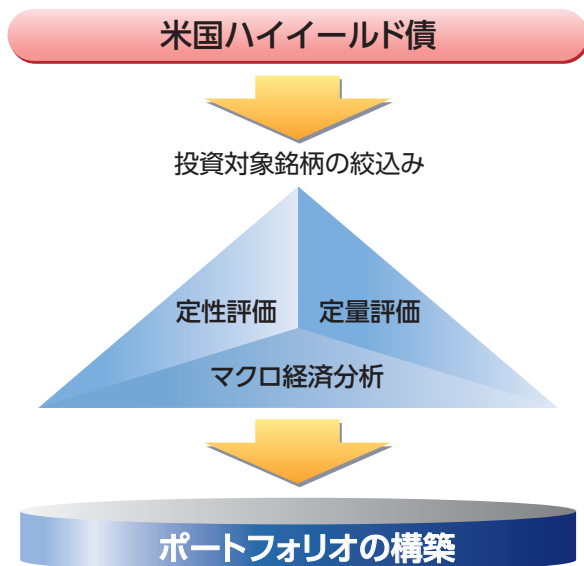 米国ハイイールド債
投資対象銘柄の絞込み
定性評価
定量評価
マクロ経済分析
ポートフォリオの構築